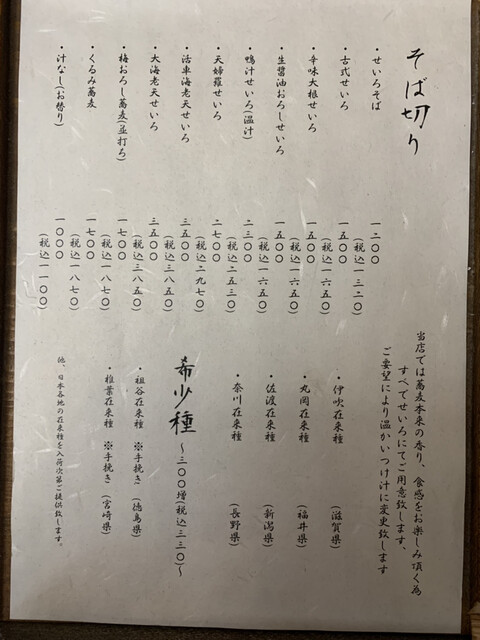 そば切り
・せいろそば 一二〇〇
(税込一三二〇)
・古式せいろ 一五〇〇
(税込一六五〇)
・辛味大根せいろ 一五〇〇
(税込一六五〇)
・生醤油おろしせいろ 一五〇〇
(税込一六五〇)
・鴨汁せいろ(温汁) 二三〇〇
(税込二五三〇)
・天婦羅せいろ 二七〇〇
(税込二九七〇)
・活車海老天せいろ 三五〇〇
(税込三八五〇)
・大海老天せいろ 三五〇〇
(税込三八五〇)
・梅おろし蕎麦(並打ち) 一七〇〇
(税込一八七〇)
・くるみ蕎麦 一七〇〇
(税込一八七〇)
・汁なし(お替り) 一〇〇〇
(税込一一〇〇)
当店では蕎麦本来の香り、食感をお楽しみ頂く為
すべてせいろにてご用意致します、
ご要望により温かいつけ汁に変更致します
・伊吹在来種 (滋賀県)
・丸岡在来種 (福井県)
・佐渡在来種 (新潟県)
・奈川在来種 (長野県)
希少種 〜三〇〇増(税込三三〇)〜
・祖谷在来種 ※手挽き (徳島県)
・椎葉在来種 ※手挽き (宮崎県)
他、日本各地の在来種を入荷次第ご提供致します。